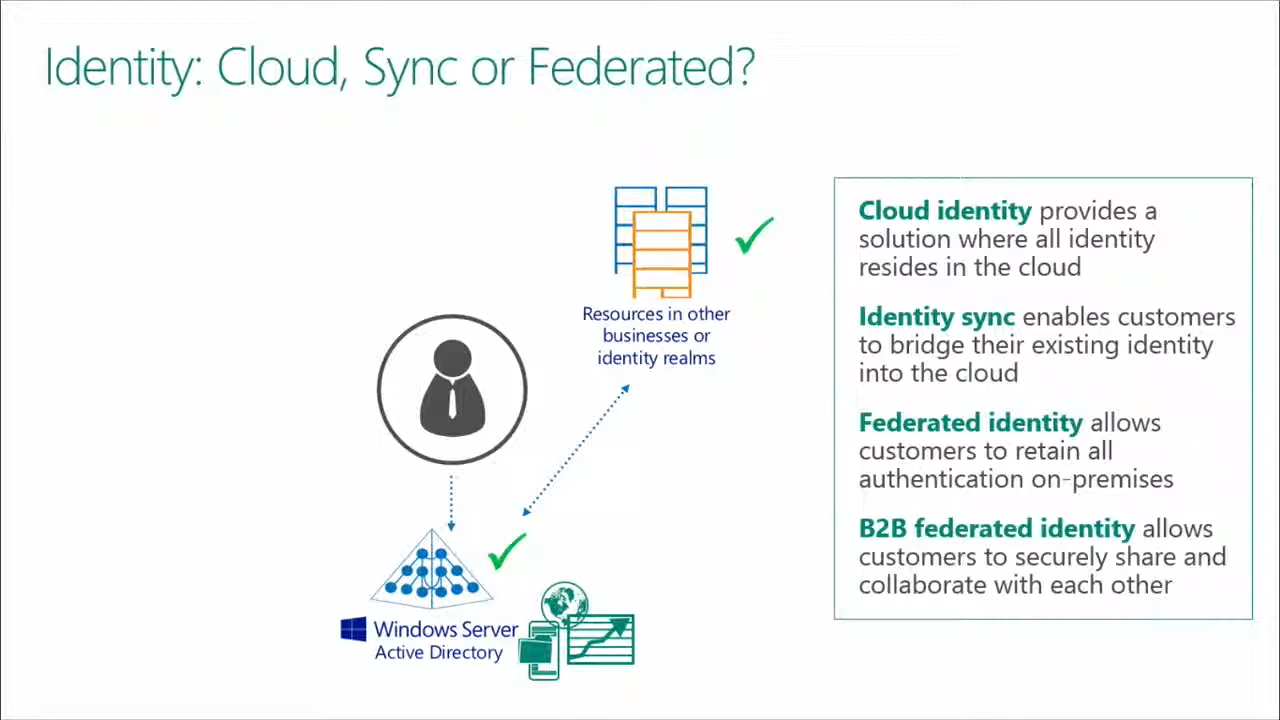 Identity: Cloud, Sync or Federated?
Resources in other
businesses or
identity realms
Windows Server
Active Directory
Cloud identity provides a
solution where all identity
resides in the cloud
Identity sync enables customers
to bridge their existing identity
into the cloud
Federated identity allows
customers to retain all
authentication on-premises
B2B federated identity allows
customers to securely share and
collaborate with each other